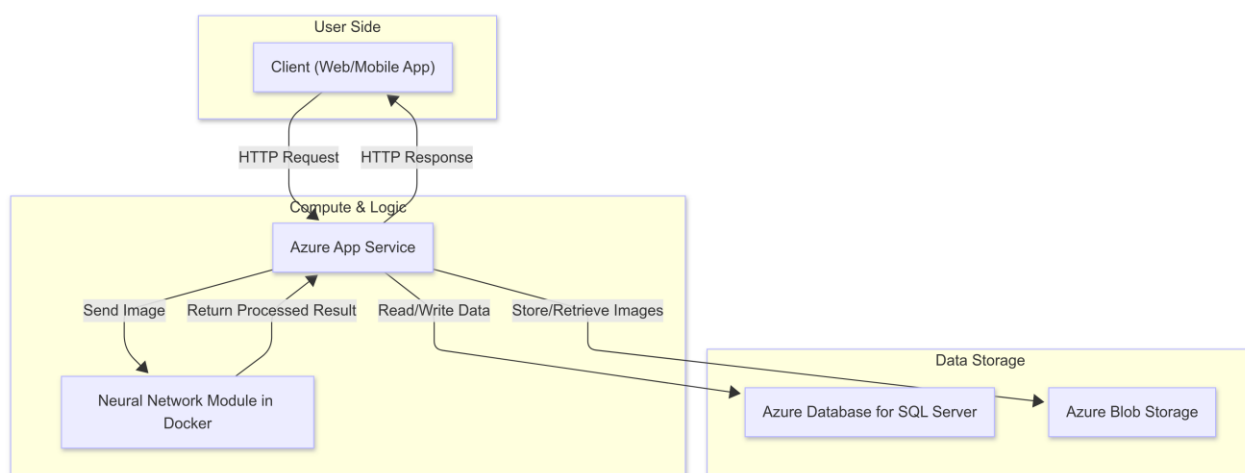 User Side
Client (Web/Mobile App)
HTTP Request
HTTP Response
Compute & Logic
Azure App Service
Send Image
Return Processed Result
Read/Write Data
Store/Retrieve Images
Neural Network Module in
Docker
Data Storage
Azure Database for SQL Server
Azure Blob Storage